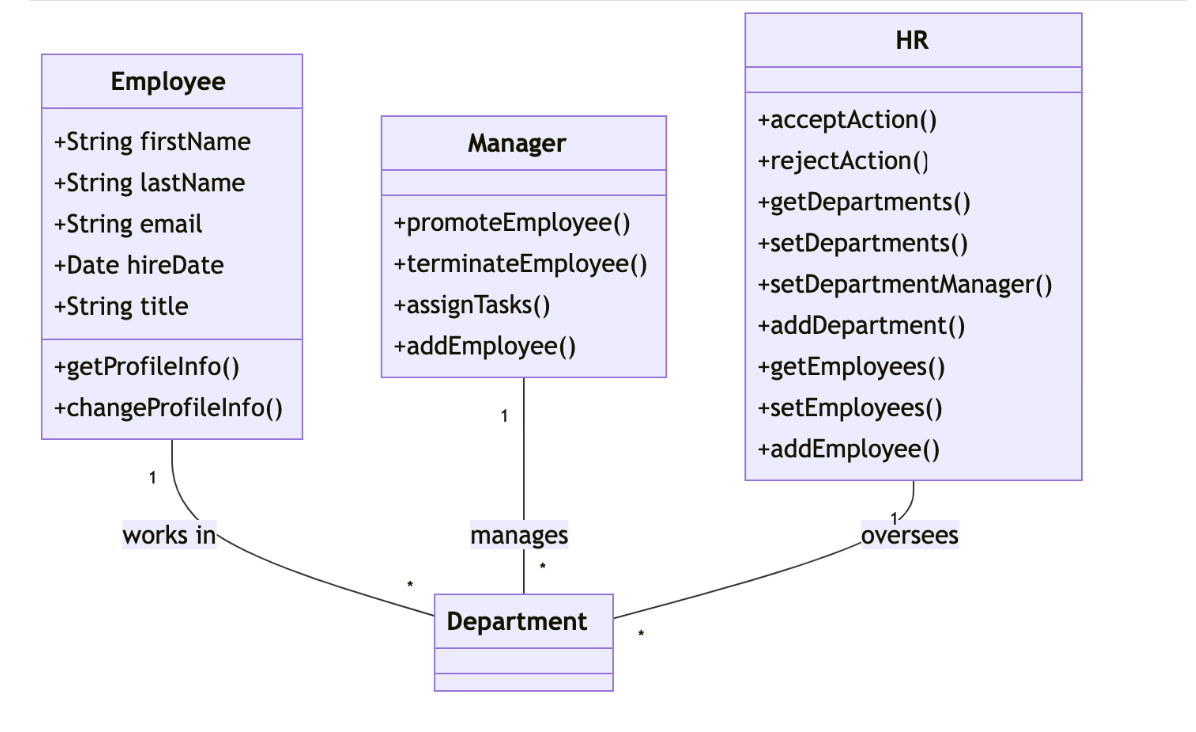 Employee
+String firstName
+String lastName
+String email
+Date hireDate
+String title
+getProfileInfo()
+changeProfileInfo()
Manager
+promoteEmployee()
+terminateEmployee()
+assignTasks()
+addEmployee()
HR
+acceptAction()
+rejectAction()
+getDepartments()
+setDepartments()
+setDepartmentManager()
+addDepartment()
+getEmployees()
+setEmployees()
+addEmployee()
1
works in
*
1
manages
*
1
oversees
*
Department